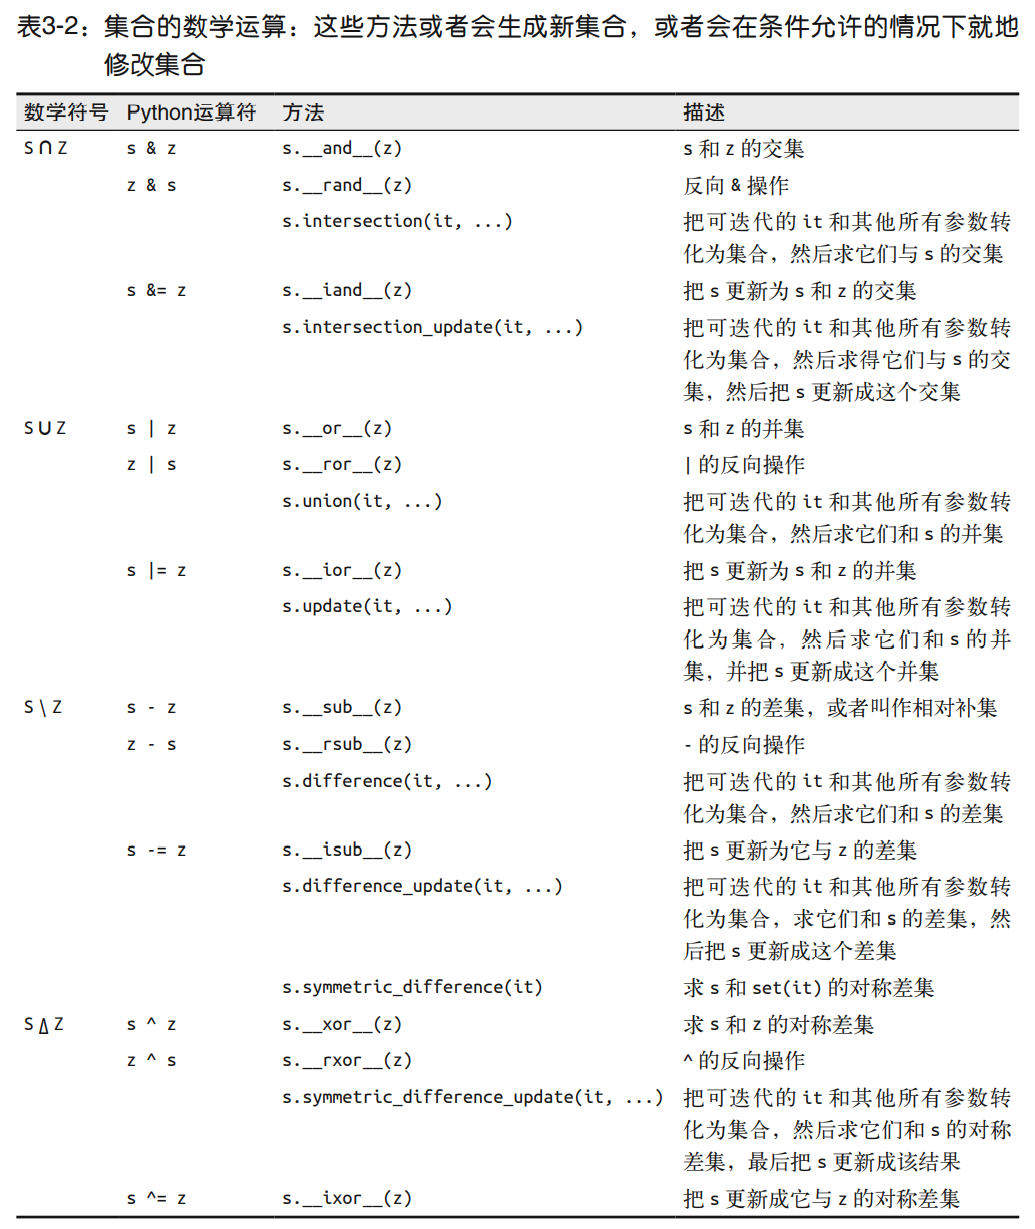 表3-2：集合的数学运算：这些方法或者会生成新集合，或者会在条件允许的情况下就地
修改集合
数学符号 Python运算符 方法 描述
S ∩ Z s & z s.__and__(z) s 和 z 的交集
z & s s.__rand__(z) 反向 & 操作
s.intersection(it, ...) 把可迭代的 it 和其他所有参数转
化为集合，然后求它们与 s 的交集
s &= z s.__iand__(z) 把 s 更新为 s 和 z 的交集
s.intersection_update(it, ...) 把可迭代的 it 和其他所有参数转
化为集合，然后求得它们与 s 的交
集，然后把 s 更新成这个交集
S ∪ Z s | z s.__or__(z) s 和 z 的并集
z | s s.__ror__(z) | 的反向操作
s.union(it, ...) 把可迭代的 it 和其他所有参数转
化为集合，然后求它们和 s 的并集
s |= z s.__ior__(z) 把 s 更新为 s 和 z 的并集
s.update(it, ...) 把可迭代的 it 和其他所有参数转
化为集合，然后求它们和 s 的并
集，并把 s 更新成这个并集
S \ Z s - z s.__sub__(z) s 和 z 的差集，或者叫作相对补集
z - s s.__rsub__(z) - 的反向操作
s.difference(it, ...) 把可迭代的 it 和其他所有参数转
化为集合，然后求它们和 s 的差集
s -= z s.__isub__(z) 把 s 更新为它与 z 的差集
s.difference_update(it, ...) 把可迭代的 it 和其他所有参数转
化为集合，求它们和 s 的差集，然
后把 s 更新成这个差集
s.symmetric_difference(it) 求 s 和 set(it) 的对称差集
S ∆ Z s ^ z s.__xor__(z) 求 s 和 z 的对称差集
z ^ s s.__rxor__(z) ^ 的反向操作
s.symmetric_difference_update(it, ...) 把可迭代的 it 和其他所有参数转
化为集合，然后求它们和 s 的对称
差集，最后把 s 更新成该结果
s ^= z s.__ixor__(z) 把 s 更新成它与 z 的对称差集